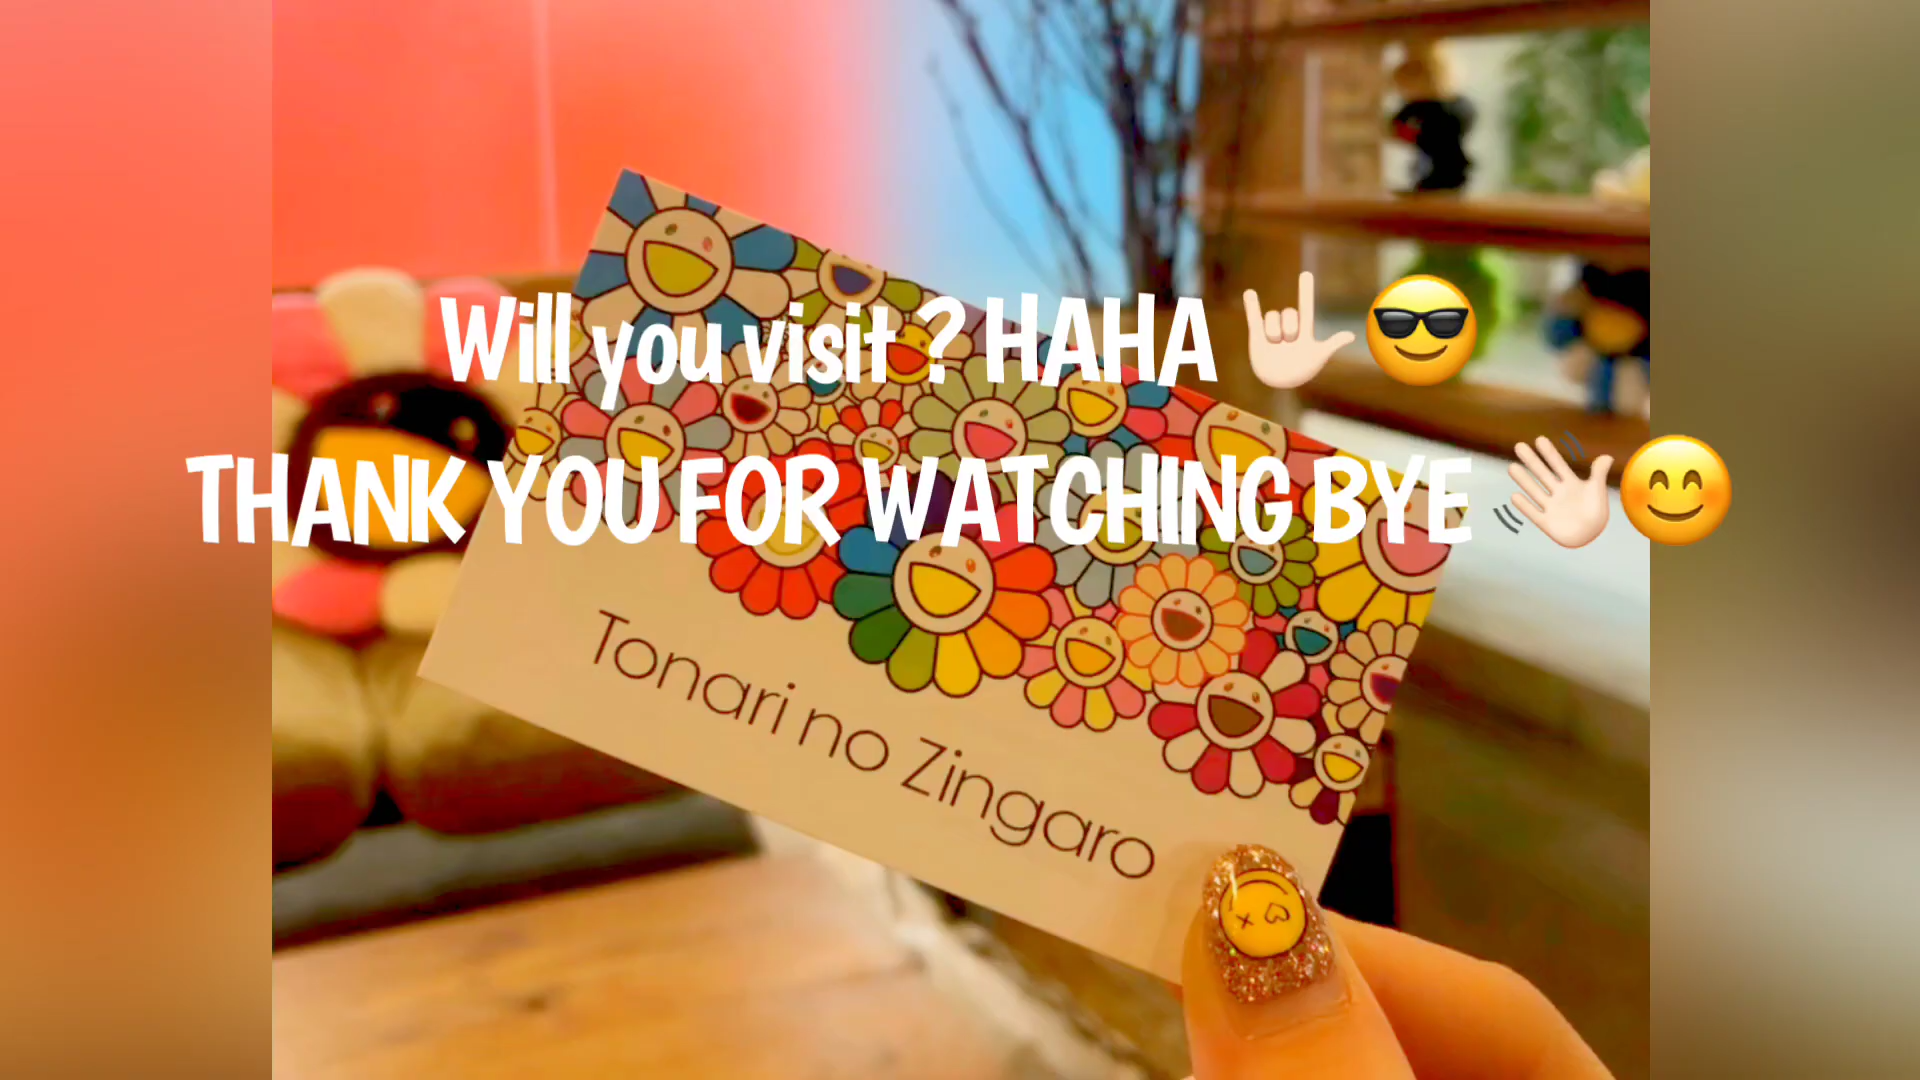 Will you visit ? HAHA 🤟🏻😎
THANK YOU FOR WATCHING BYE 👋🏻😊
Tonari no Zingaro